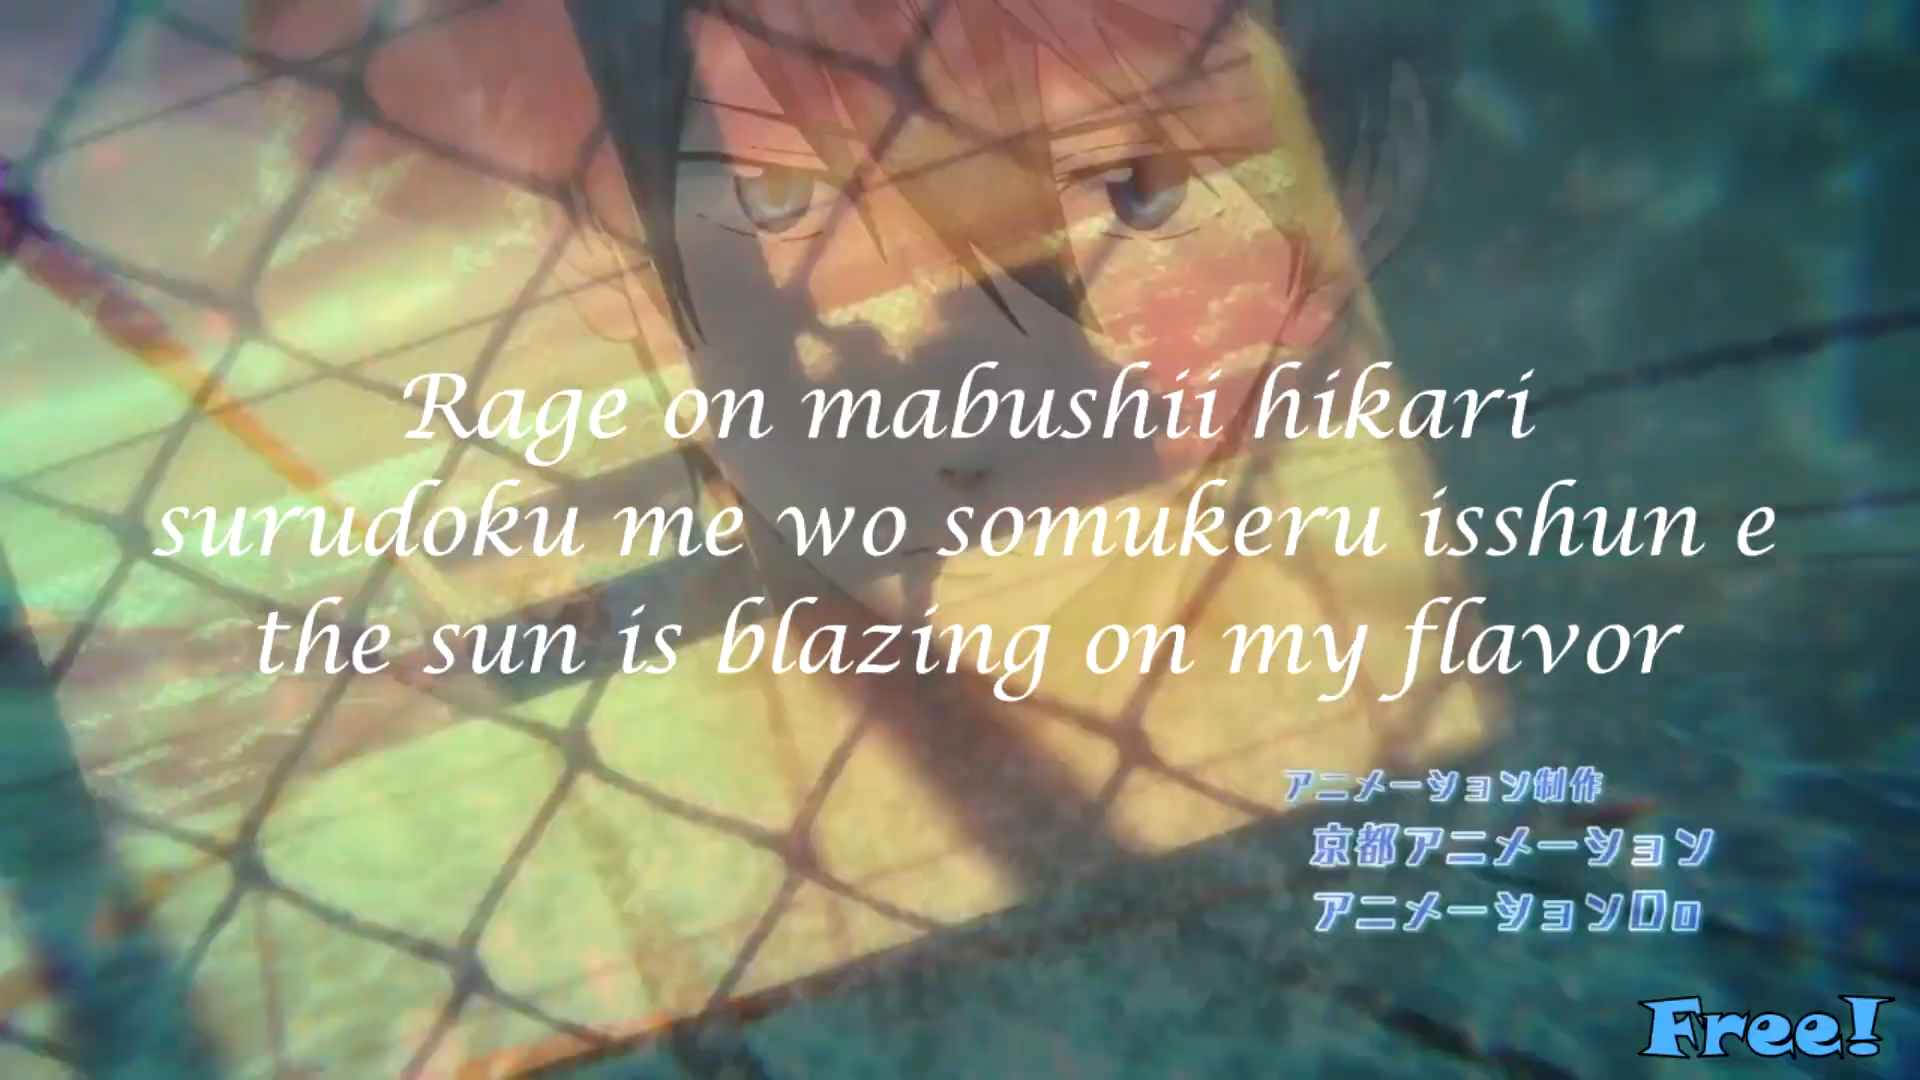 Rage on mabushii hikari
surudoku me wo somukeru isshun e
the sun is blazing on my flavor
アニメーション制作
京都アニメーション
アニメーションDo
Free!